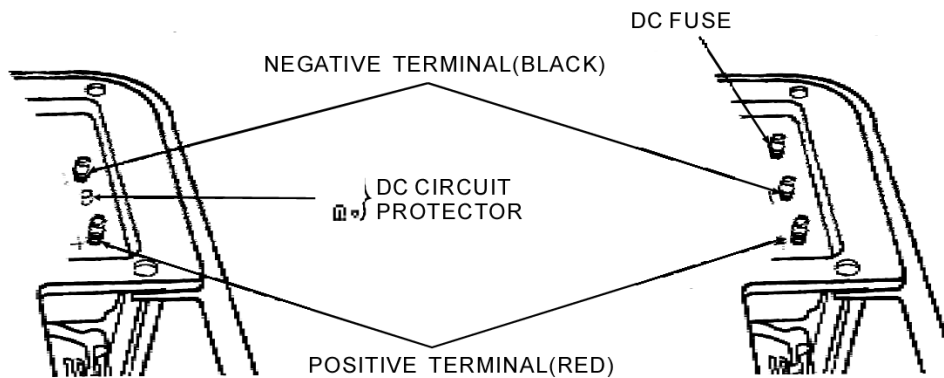 DC FUSE
NEGATIVE TERMINAL(BLACK)
DC CIRCUIT
PROTECTOR
POSITIVE TERMINAL(RED)